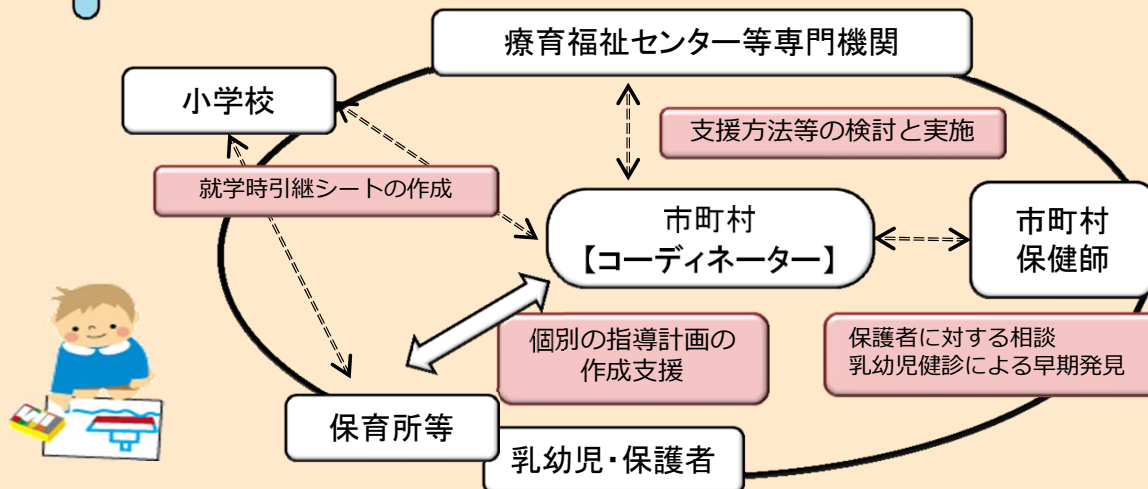 療育福祉センター等専門機関
小学校
支援方法等の検討と実施
就学時引継シートの作成
市町村
【コーディネーター】
市町村
保健師
個別の指導計画の
作成支援
保護者に対する相談
乳幼児健診による早期発見
保育所等
乳幼児・保護者